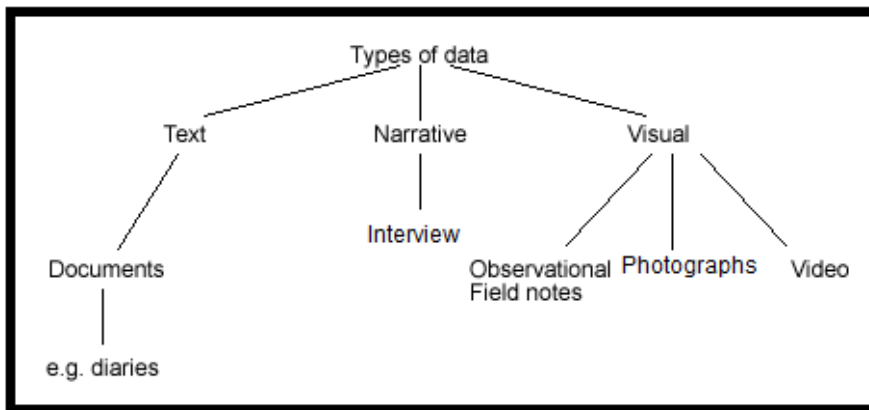 Types of data
Text
Narrative
Visual
Interview
Documents
Observational
Field notes
Photographs
Video
e.g. diaries